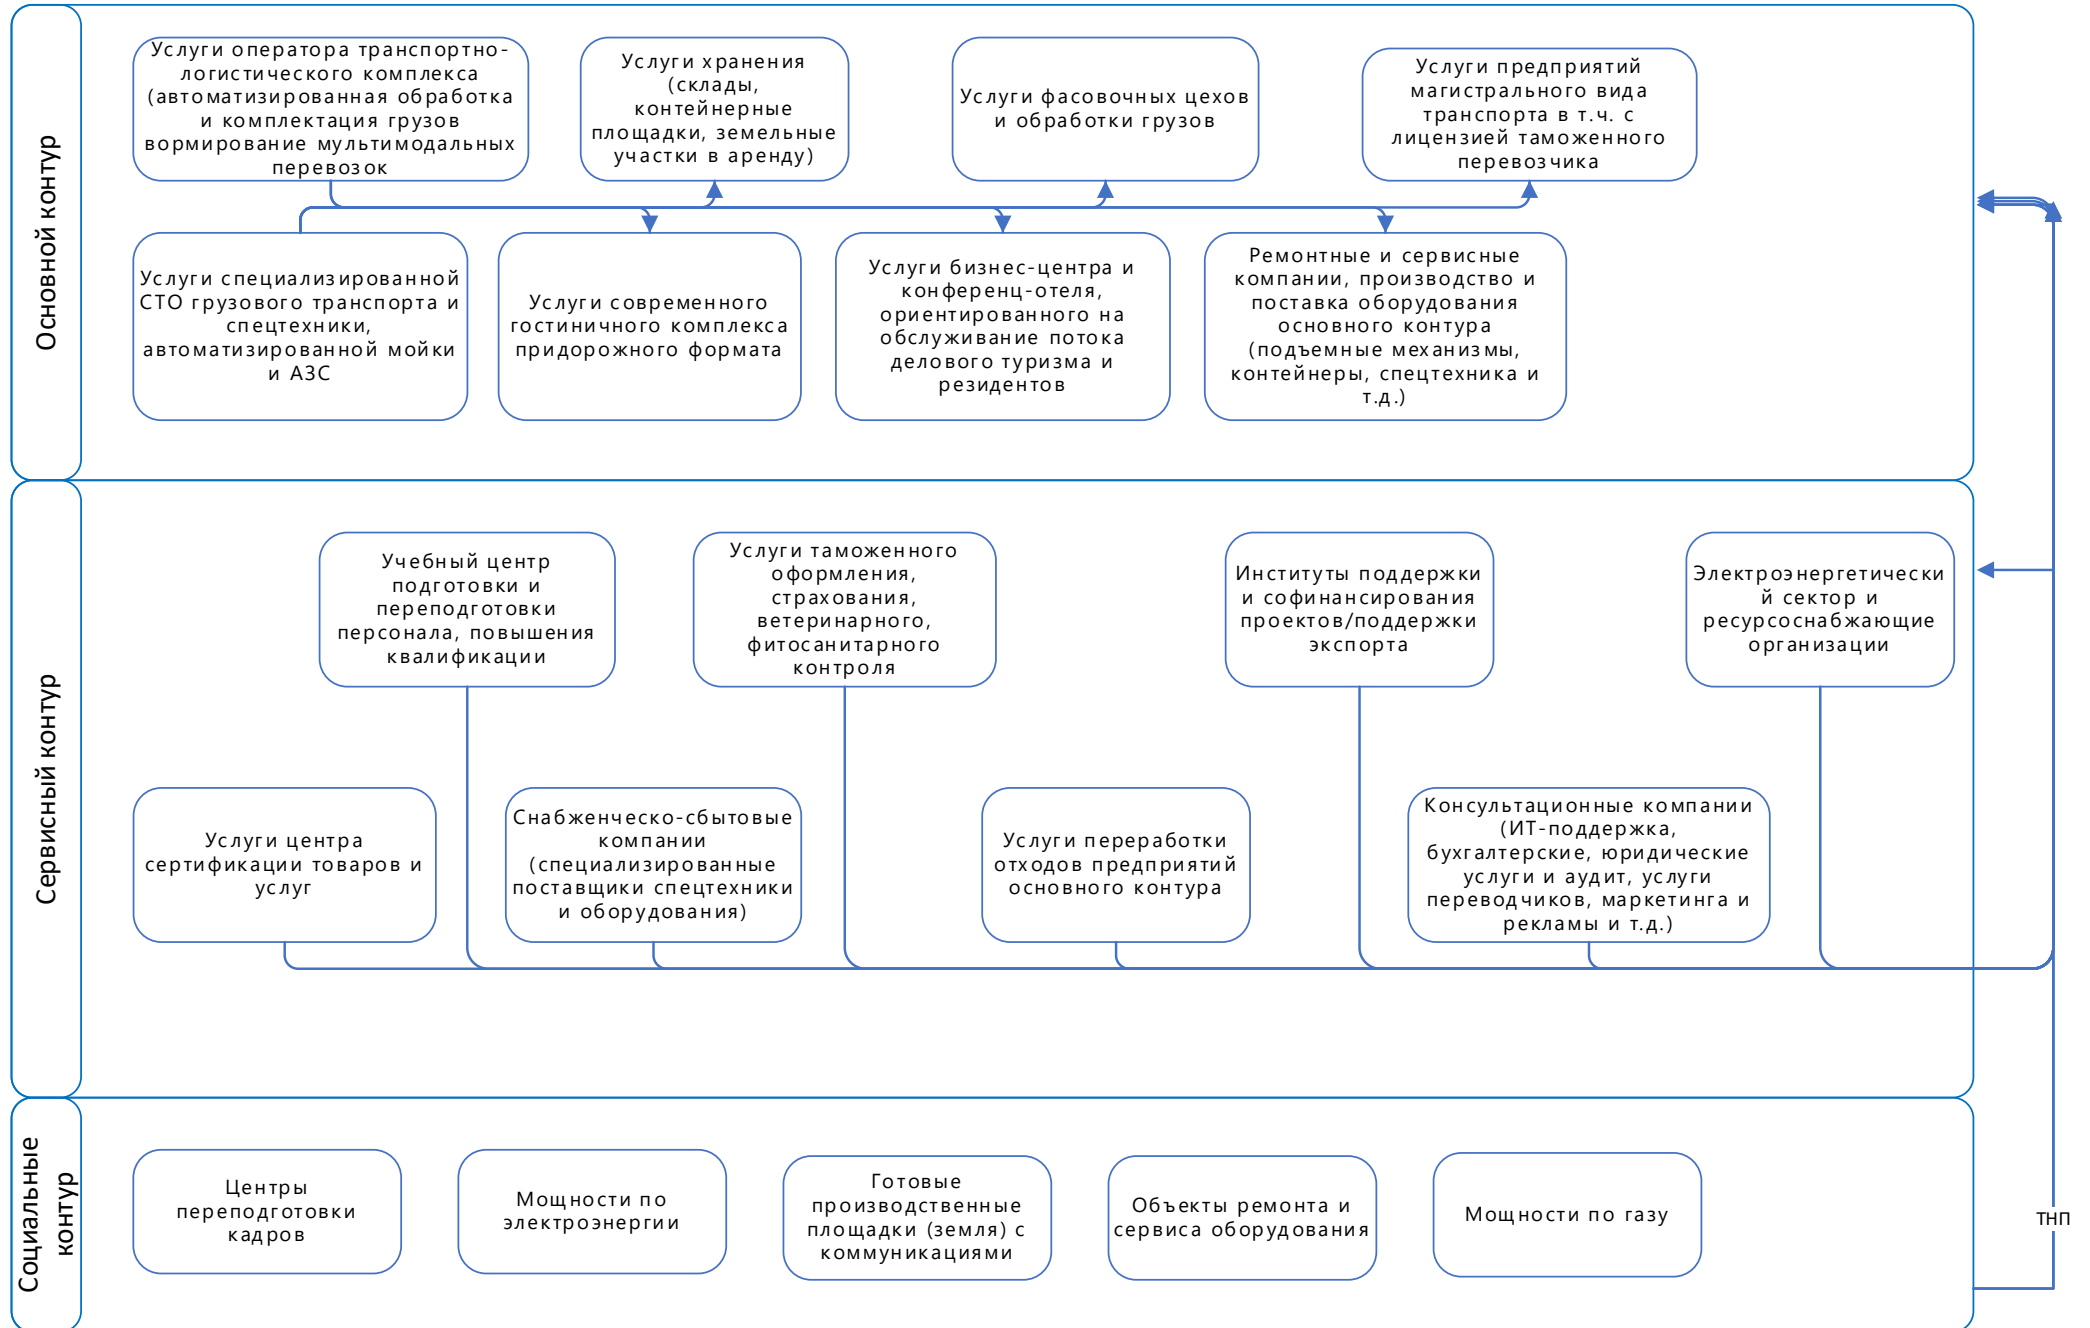 Основной контур
Услуги оператора транспортно-
логистического комплекса
(автоматизированная обработка
и комплектация грузов
вормирование мультимодальных
перевозок
Услуги хранения
(склады,
контейнерные
площадки, земельные
участки в аренду)
Услуги фасовочных цехов
и обработки грузов
Услуги предприятий
магистрального вида
транспорта в т.ч. с
лицензией таможенного
перевозчика
Услуги специализированной
СТО грузового транспорта и
спецтехники,
автоматизированной мойки
и АЗС
Услуги современного
гостиничного комплекса
придорожного формата
Услуги бизнес-центра и
конференц-отеля,
ориентированного на
обслуживание потока
делового туризма и
резидентов
Ремонтные и сервисные
компании, производство и
поставка оборудования
основного контура
(подъемные механизмы,
контейнеры, спецтехника и
т.д.)
Сервисный контур
Учебный центр
подготовки и
переподготовки
персонала, повышения
квалификации
Услуги таможенного
оформления,
страхования,
ветеринарного,
фитосанитарного
контроля
Институты поддержки
и софинансирования
проектов/поддержки
экспорта
Электроэнергетически
й сектор и
ресурсоснабжающие
организации
Услуги центра
сертификации товаров и
услуг
Снабженческо-сбытовые
компании
(специализированные
поставщики спецтехники
и оборудования)
Услуги переработки
отходов предприятий
основного контура
Консультационные компании
(ИТ-поддержка,
бухгалтерские, юридические
услуги и аудит, услуги
переводчиков, маркетинга и
рекламы и т.д.)
Социальные
контур
Центры
переподготовки
кадров
Мощности по
электроэнергии
Готовые
производственные
площадки (земля) с
коммуникациями
Объекты ремонта и
сервиса оборудования
Мощности по газу
ТНП